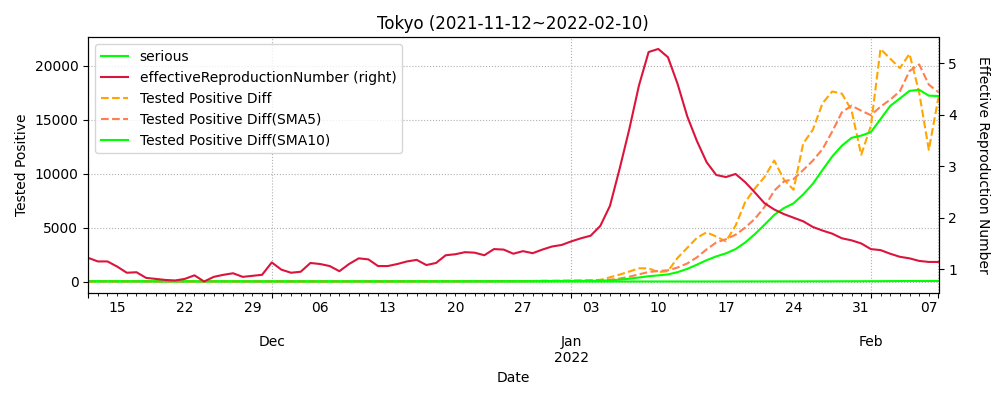 Tokyo (2021-11-12~2022-02-10)
serious
effectiveReproductionNumber (right)
Tested Positive Diff
Tested Positive Diff(SMA5)
Tested Positive Diff(SMA10)
Tested Positive
20000
15000
10000
5000
0
Effective Reproduction Number
5
4
3
2
1
15 22 29 06 13 20 27 03 10 17 24 31 07
Dec Jan Feb
2022
Date